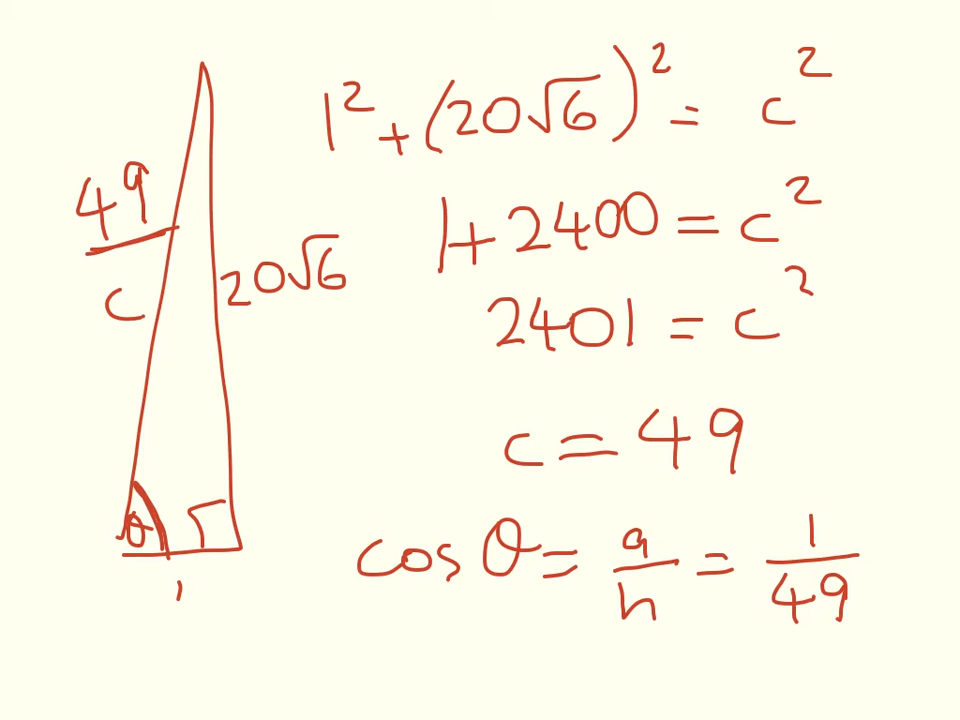 1² + (20√6)² = c²
1 + 2400 = c²
2401 = c²
c = 49
cos θ = a/h = 1/49
49
c
20√6
θ
1